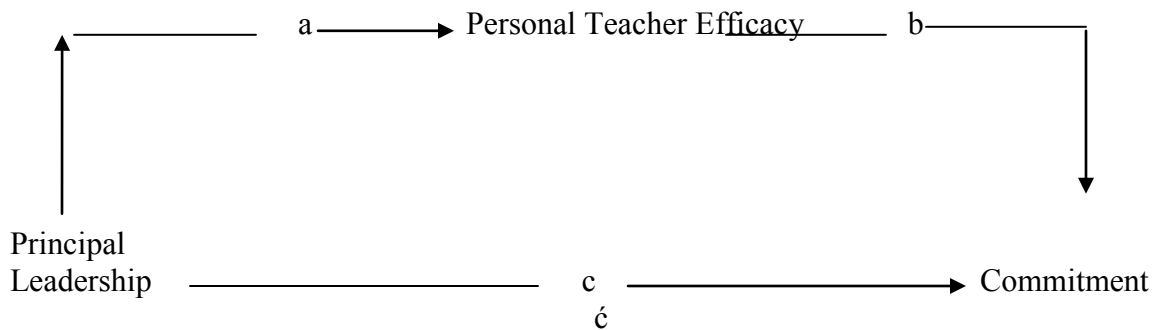 a Personal Teacher Efficacy b
Principal
Leadership c Commitment
ć